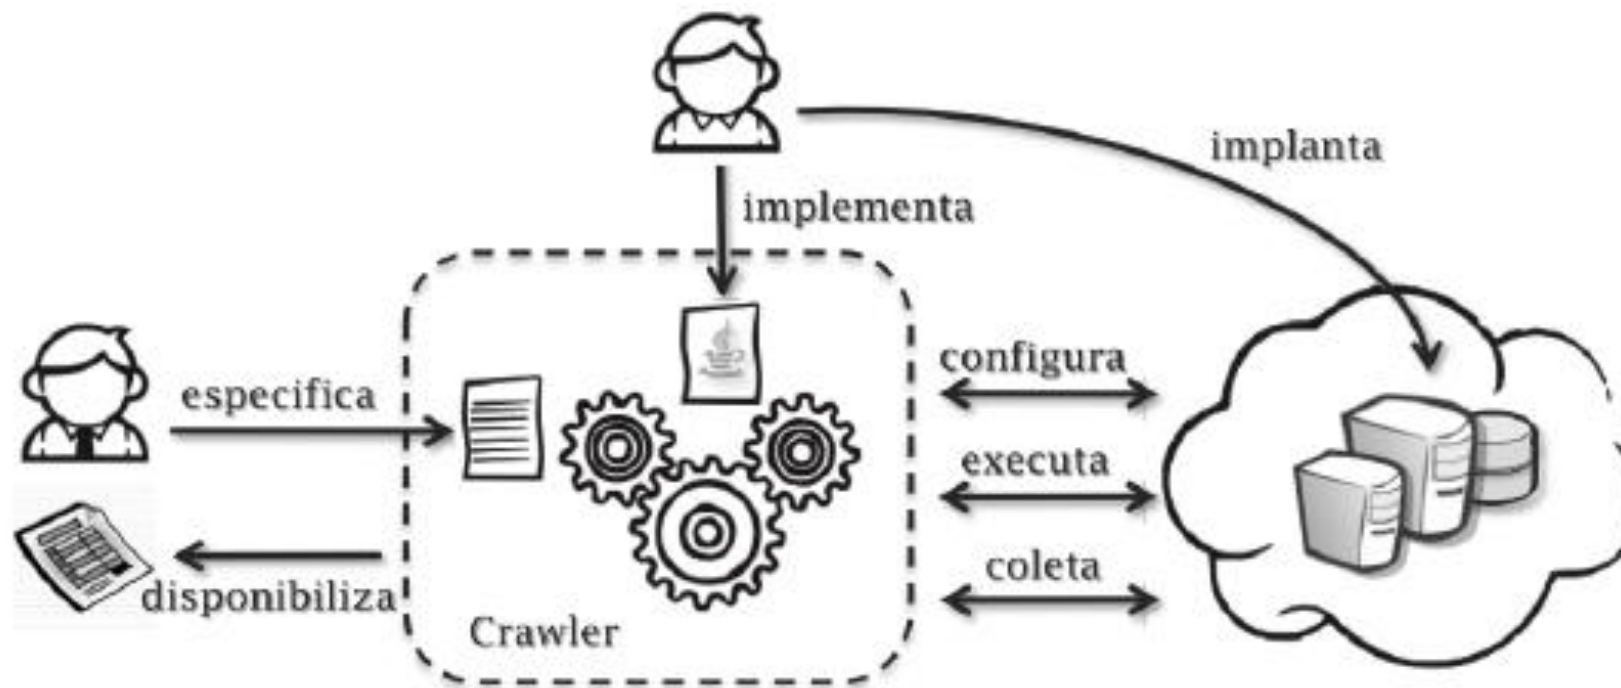 implanta
implementa
configura
especifica
executa
coleta
disponibiliza
Crawler